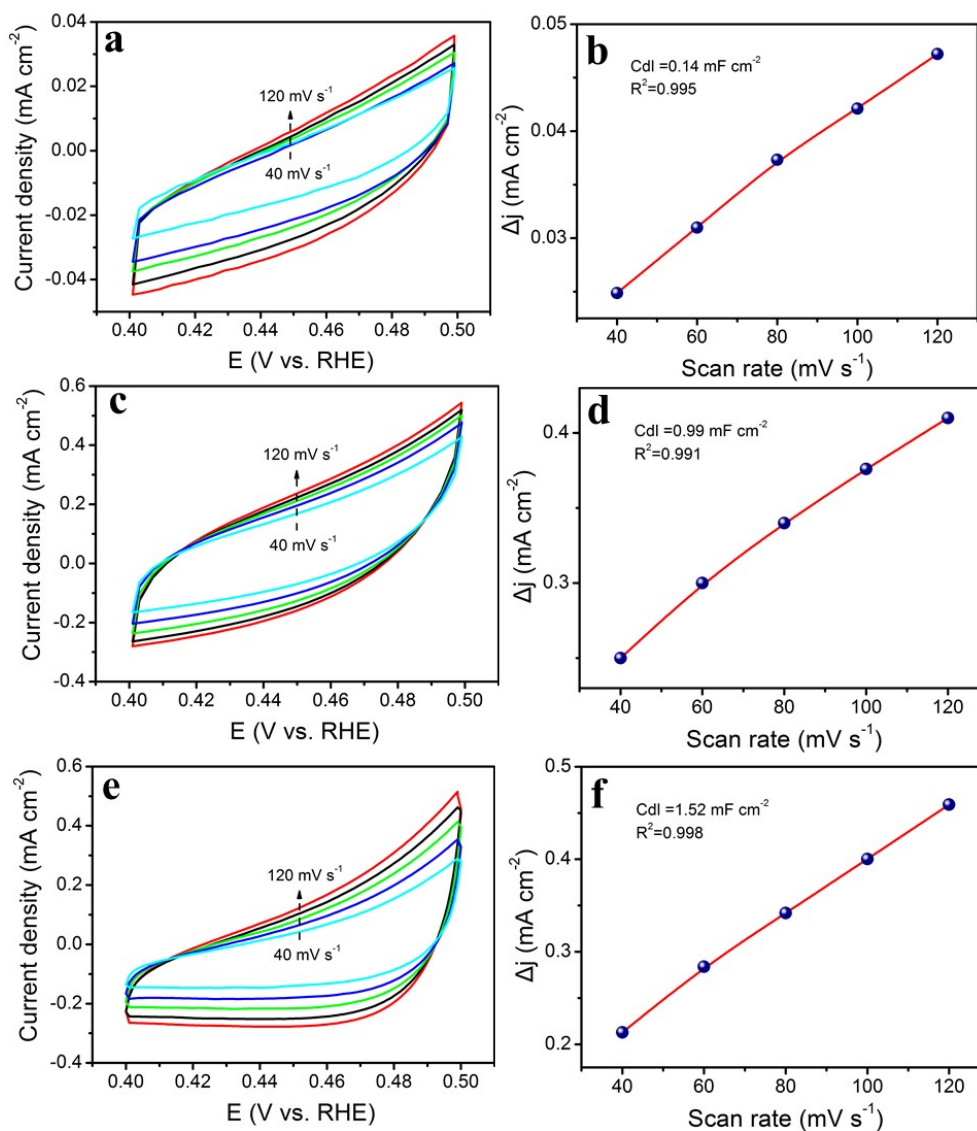 a
0.04
0.02
0.00
-0.02
-0.04
Current density (mA cm-2)
120 mV s-1
40 mV s-1
0.40 0.42 0.44 0.46 0.48 0.50
E (V vs. RHE)
b
Cdl =0.14 mF cm-2
R2=0.995
0.05
0.04
0.03
Δj (mA cm-2)
40 60 80 100 120
Scan rate (mV s-1)
c
0.6
0.4
0.2
0.0
-0.2
-0.4
Current density (mA cm-2)
120 mV s-1
40 mV s-1
0.40 0.42 0.44 0.46 0.48 0.50
E (V vs. RHE)
d
Cdl =0.99 mF cm-2
R2=0.991
0.4
0.3
Δj (mA cm-2)
40 60 80 100 120
Scan rate (mV s-1)
e
0.6
0.4
0.2
0.0
-0.2
-0.4
Current density (mA cm-2)
120 mV s-1
40 mV s-1
0.40 0.42 0.44 0.46 0.48 0.50
E (V vs. RHE)
f
Cdl =1.52 mF cm-2
R2=0.998
0.5
0.4
0.3
0.2
Δj (mA cm-2)
40 60 80 100 120
Scan rate (mV s-1)